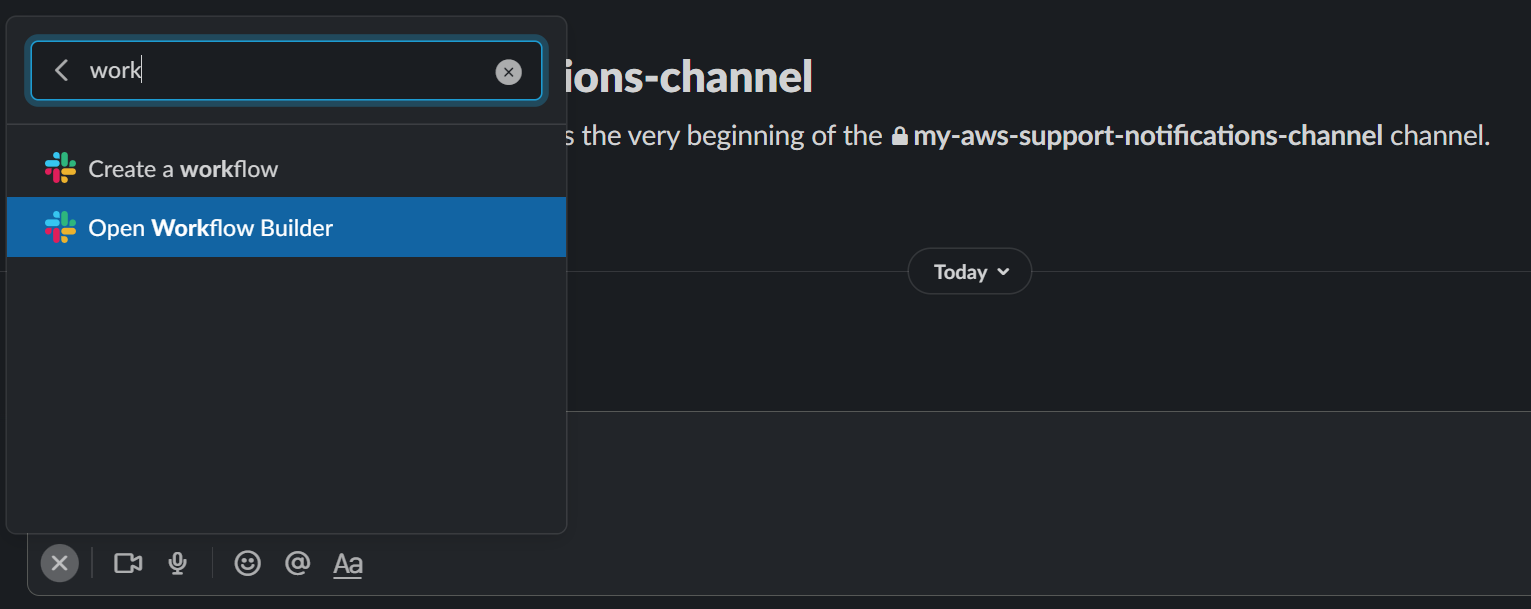 work
Create a workflow
Open Workflow Builder
ions-channel
s the very beginning of the my-aws-support-notifications-channel channel.
Today
@
Aa